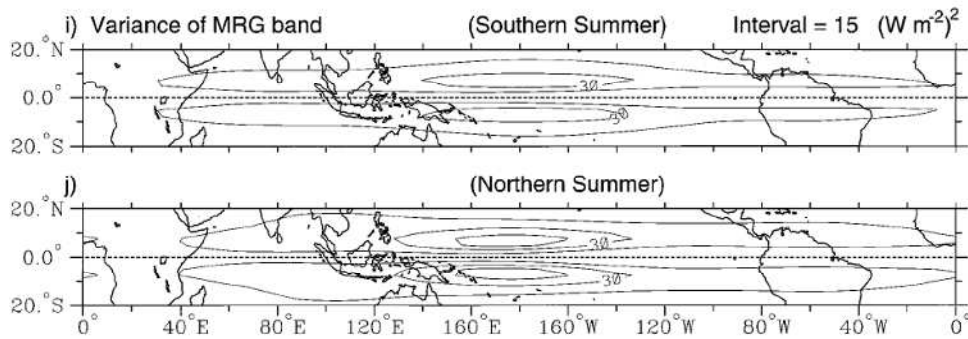 i) Variance of MRG band (Southern Summer) Interval = 15 (W m⁻²)²
20.°N
30
0.0°
30
20.°S
j) (Northern Summer)
20.°N
30
0.0°
30
20.°S
0° 40°E 80°E 120°E 160°E 160°W 120°W 80°W 40°W 0°